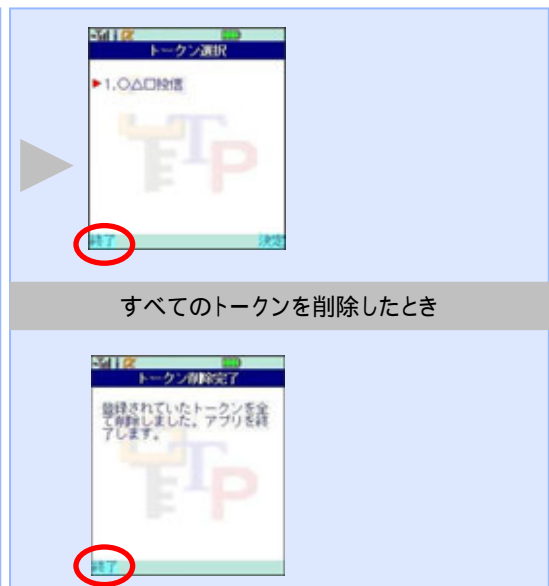 トークン選択
1.○△□投信
終了
決定
すべてのトークンを削除したとき
トークン削除完了
登録されていたトークンを全
て削除しました。アプリを終
了します。
終了